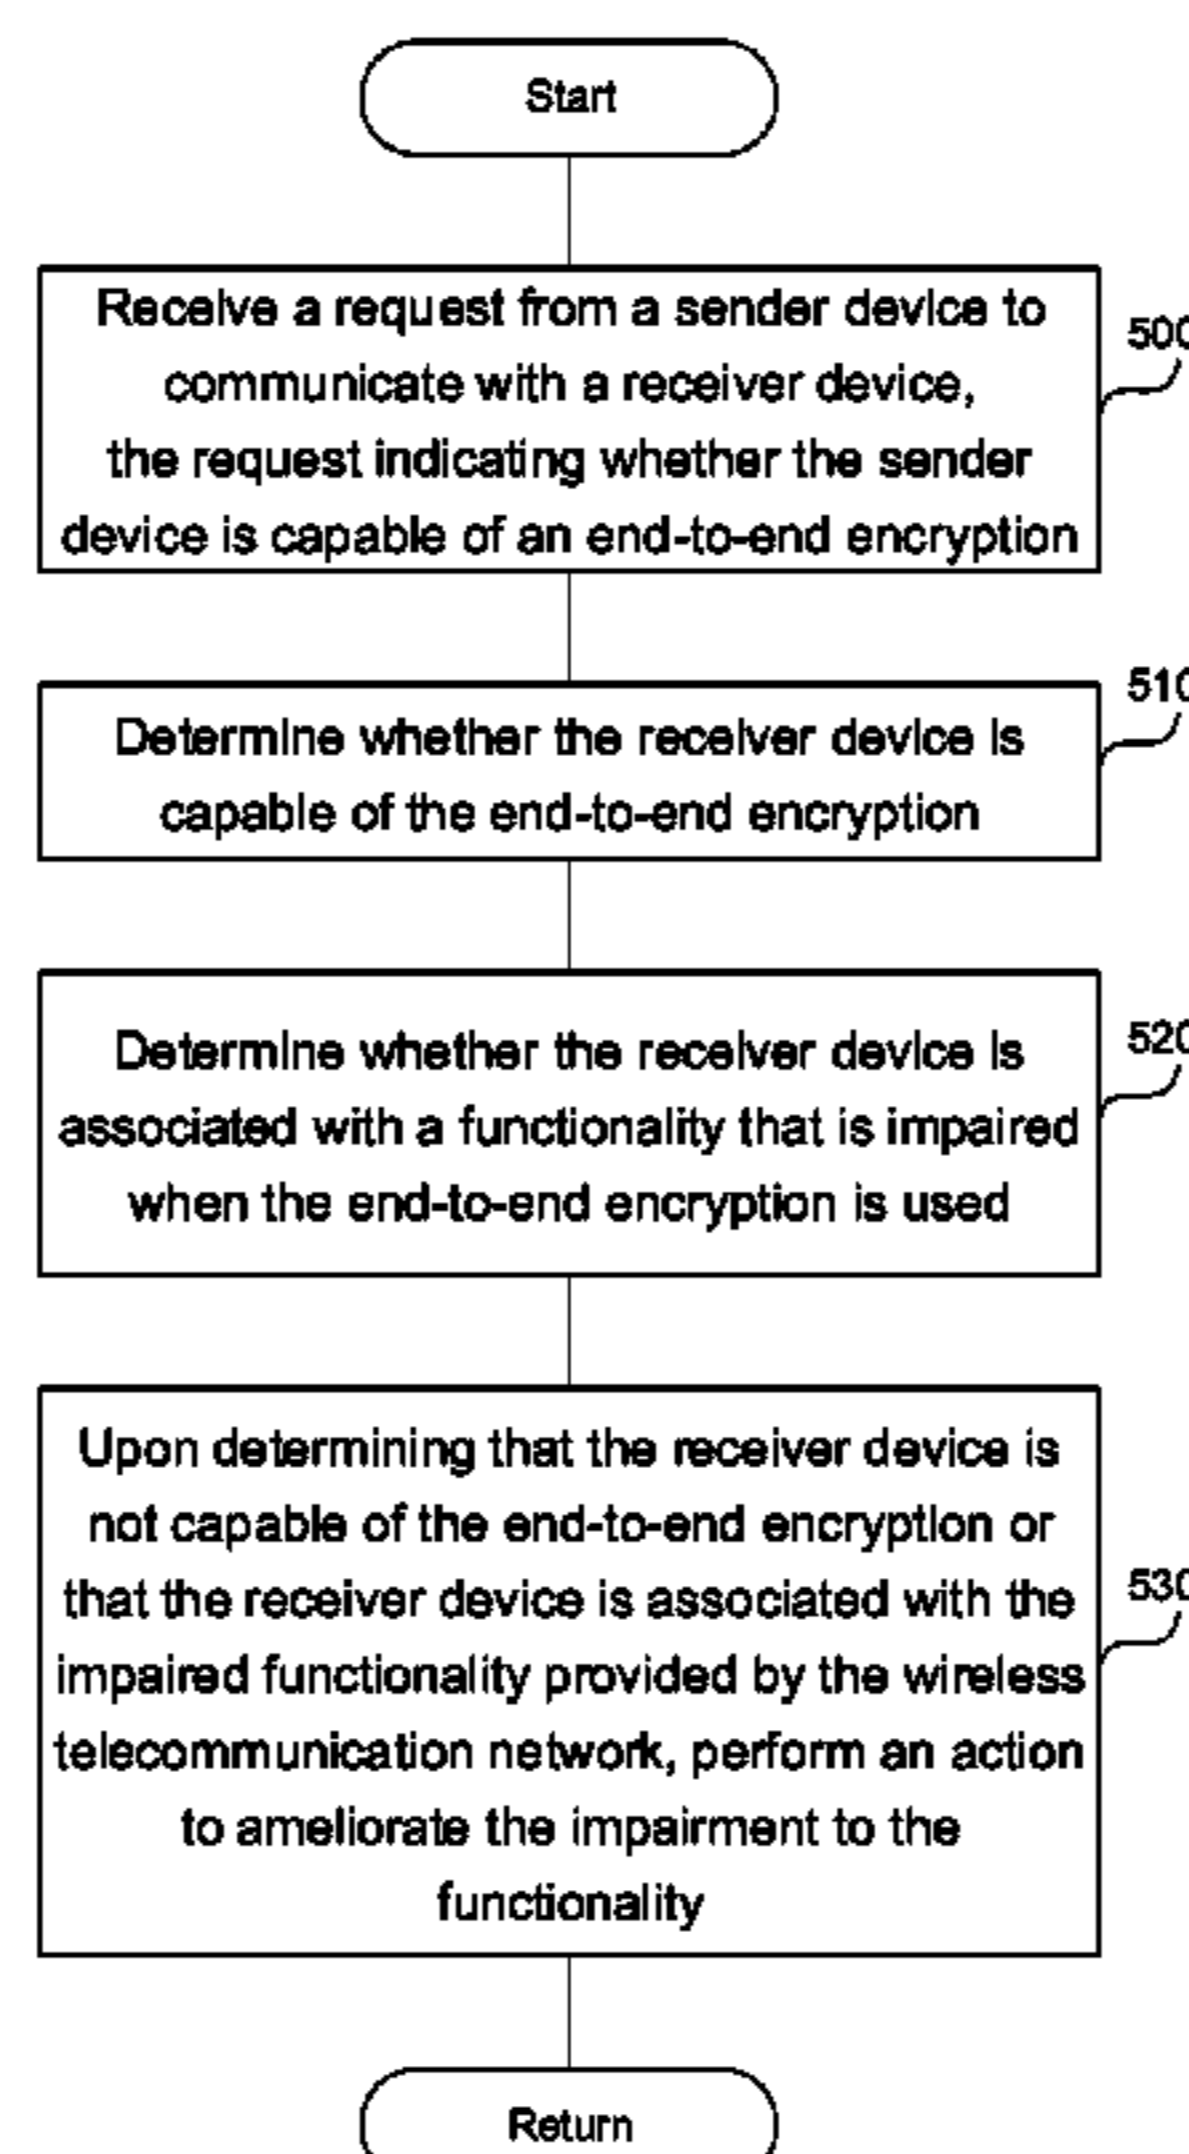 Start
Receive a request from a sender device to
communicate with a receiver device,
the request indicating whether the sender
device is capable of an end-to-end encryption
500
Determine whether the receiver device is
capable of the end-to-end encryption
510
Determine whether the receiver device is
associated with a functionality that is impaired
when the end-to-end encryption is used
520
Upon determining that the receiver device is
not capable of the end-to-end encryption or
that the receiver device is associated with the
impaired functionality provided by the wireless
telecommunication network, perform an action
to ameliorate the impairment to the
functionality
530
Return